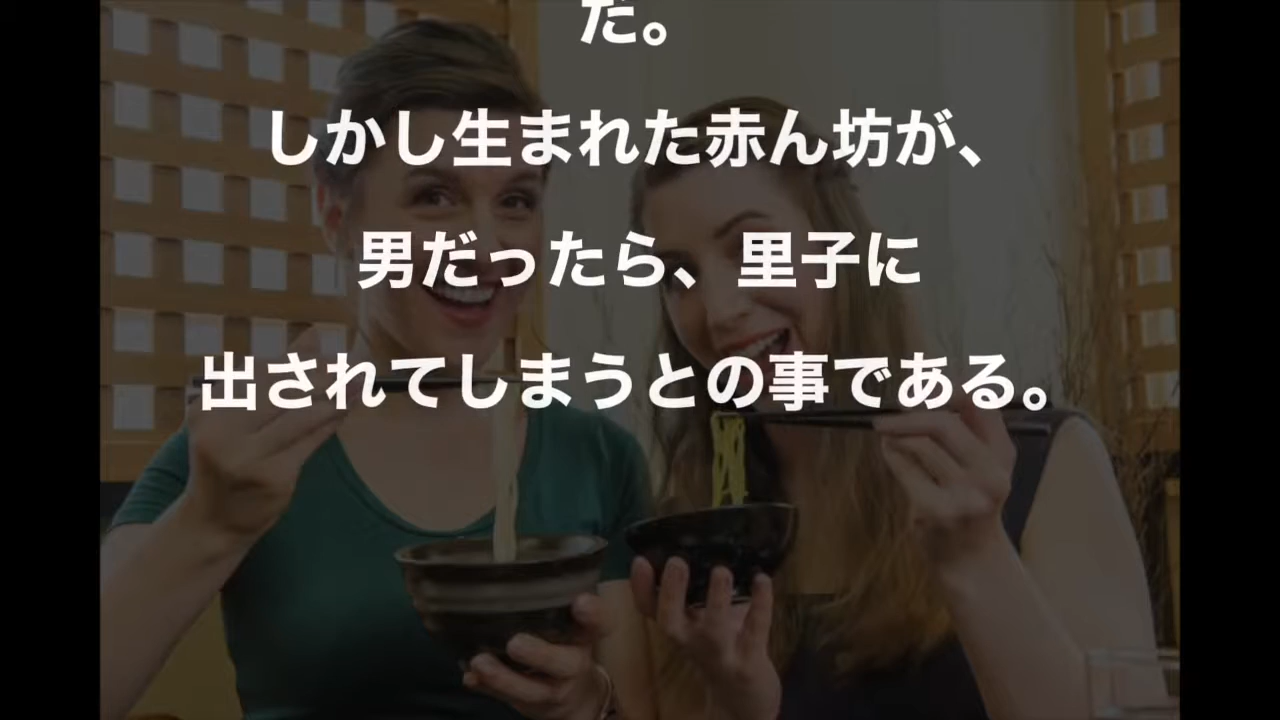 だ。
しかし生まれた赤ん坊が、
男だったら、里子に
出されてしまうとの事である。